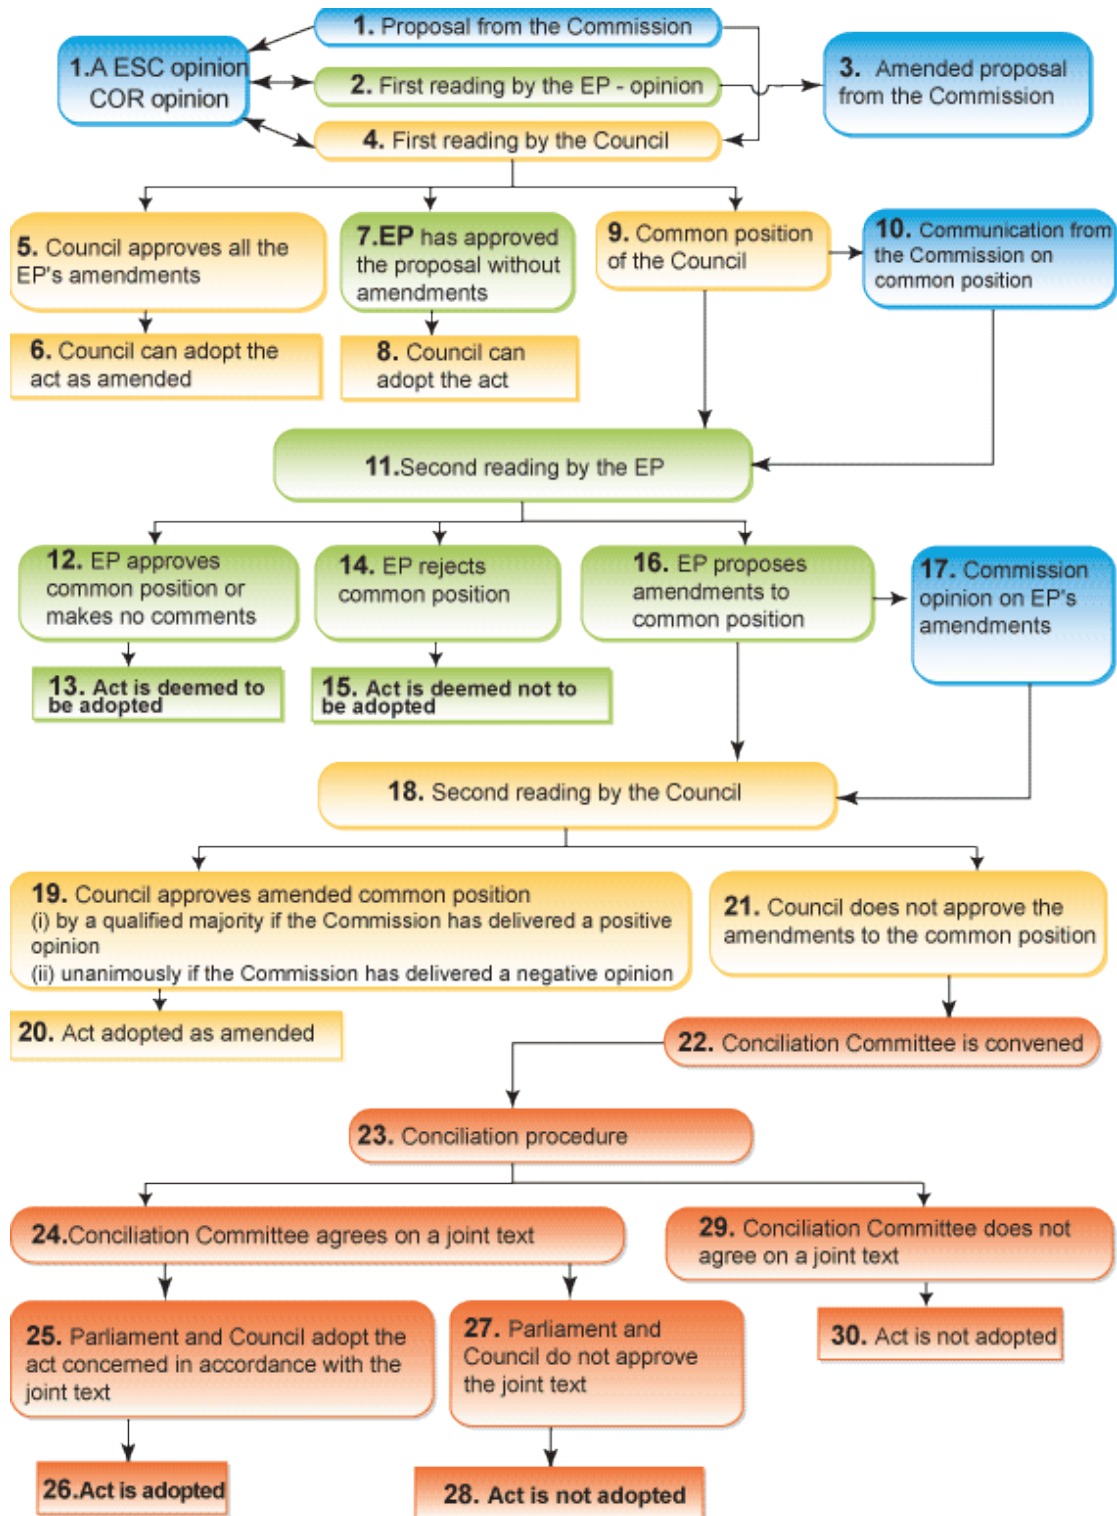 1. Proposal from the Commission
1.A ESC opinion
COR opinion
2. First reading by the EP - opinion
3. Amended proposal
from the Commission
4. First reading by the Council
5. Council approves all the
EP's amendments
6. Council can adopt the
act as amended
7.EP has approved
the proposal without
amendments
8. Council can
adopt the act
9. Common position
of the Council
10. Communication from
the Commission on
common position
11.Second reading by the EP
12. EP approves
common position or
makes no comments
13. Act is deemed to
be adopted
14. EP rejects
common position
15. Act is deemed not to
be adopted
16. EP proposes
amendments to
common position
17. Commission
opinion on EP's
amendments
18. Second reading by the Council
19. Council approves amended common position
(i) by a qualified majority if the Commission has delivered a positive
opinion
(ii) unanimously if the Commission has delivered a negative opinion
20. Act adopted as amended
21. Council does not approve the
amendments to the common position
22. Conciliation Committee is convened
23. Conciliation procedure
24.Conciliation Committee agrees on a joint text
25. Parliament and Council adopt the
act concerned in accordance with the
joint text
26.Act is adopted
27. Parliament and
Council do not approve
the joint text
28. Act is not adopted
29. Conciliation Committee does not
agree on a joint text
30. Act is not adopted